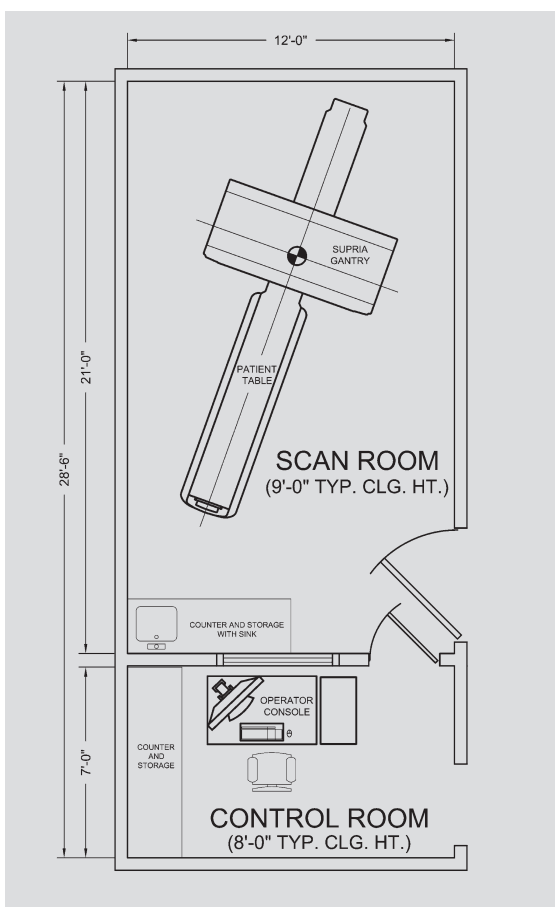 12'-0"
SUPRIA
GANTRY
21'-0"
PATIENT
TABLE
28'-6"
SCAN ROOM
(9'-0" TYP. CLG. HT.)
COUNTER AND STORAGE
WITH SINK
OPERATOR
CONSOLE
7'-0"
COUNTER
AND
STORAGE
CONTROL ROOM
(8'-0" TYP. CLG. HT.)